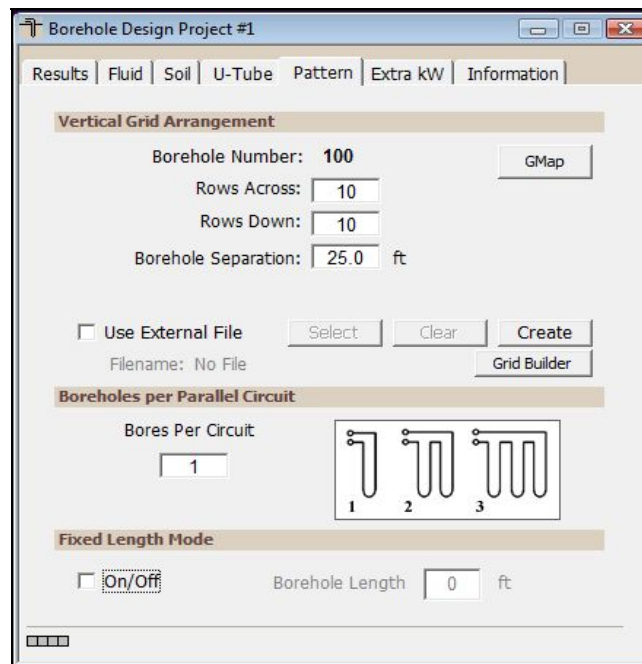 Borehole Design Project #1
Results Fluid Soil U-Tube Pattern Extra kW Information
Vertical Grid Arrangement
Borehole Number: 100 GMap
Rows Across: 10
Rows Down: 10
Borehole Separation: 25.0 ft
Use External File Select Clear Create
Filename: No File Grid Builder
Boreholes per Parallel Circuit
Bores Per Circuit
1
1 2 3
Fixed Length Mode
On/Off Borehole Length 0 ft